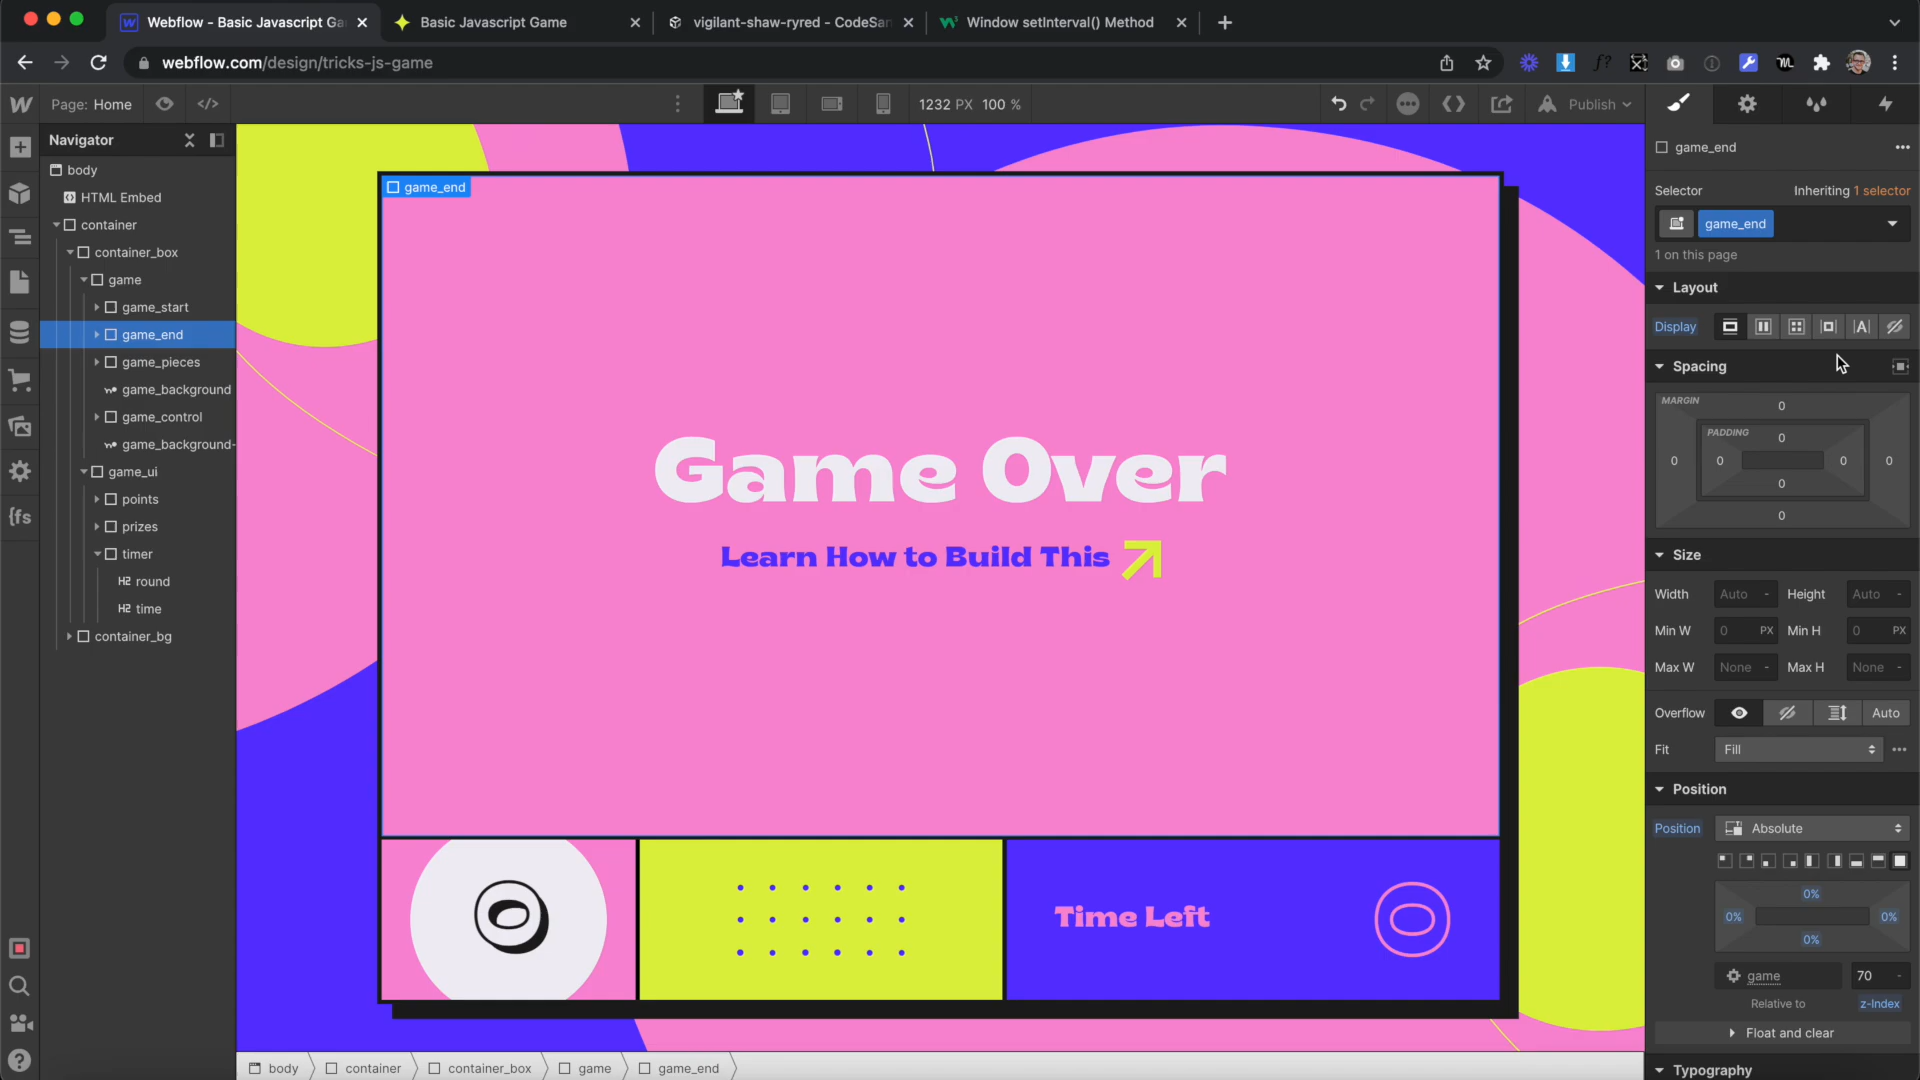 Webflow - Basic Javascript Ga
Basic Javascript Game
vigilant-shaw-ryred - CodeSan
Window setInterval() Method
webflow.com/design/tricks-js-game
Page: Home
1232 PX 100 %
Publish
Navigator
body
HTML Embed
container
container_box
game
game_start
game_end
game_pieces
game_background
game_control
game_background-
game_ui
points
prizes
timer
H2 round
H2 time
container_bg
game_end
Game Over
Learn How to Build This
Time Left
body
container
container_box
game
game_end
game_end
Selector
Inheriting 1 selector
game_end
1 on this page
Layout
Display
Spacing
MARGIN
0
PADDING
0
0 0 0 0
0
0
Size
Width Auto - Height Auto -
Min W 0 PX Min H 0 PX
Max W None - Max H None -
Overflow Auto
Fit Fill
Position
Position Absolute
0%
0% 0%
0%
game 70 -
Relative to z-Index
Float and clear
Typography